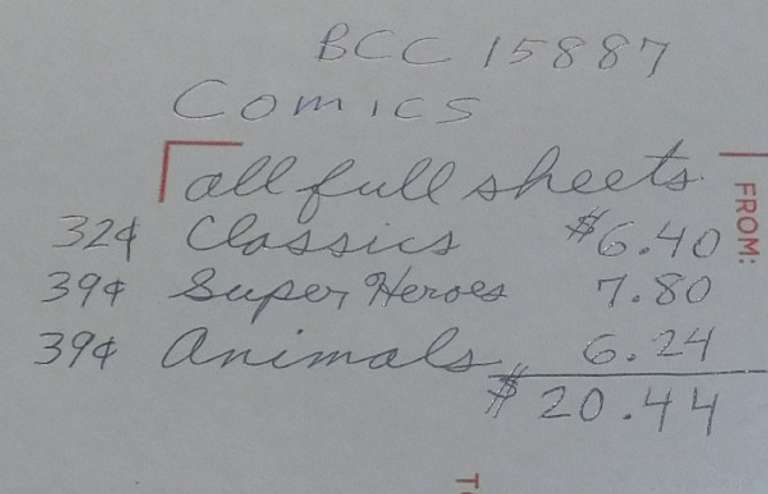 BCC 15887
Comics
all full sheets
FROM:
32¢ Classics $6.40
39¢ Super Heroes 7.80
39¢ Animals 6.24
$20.44